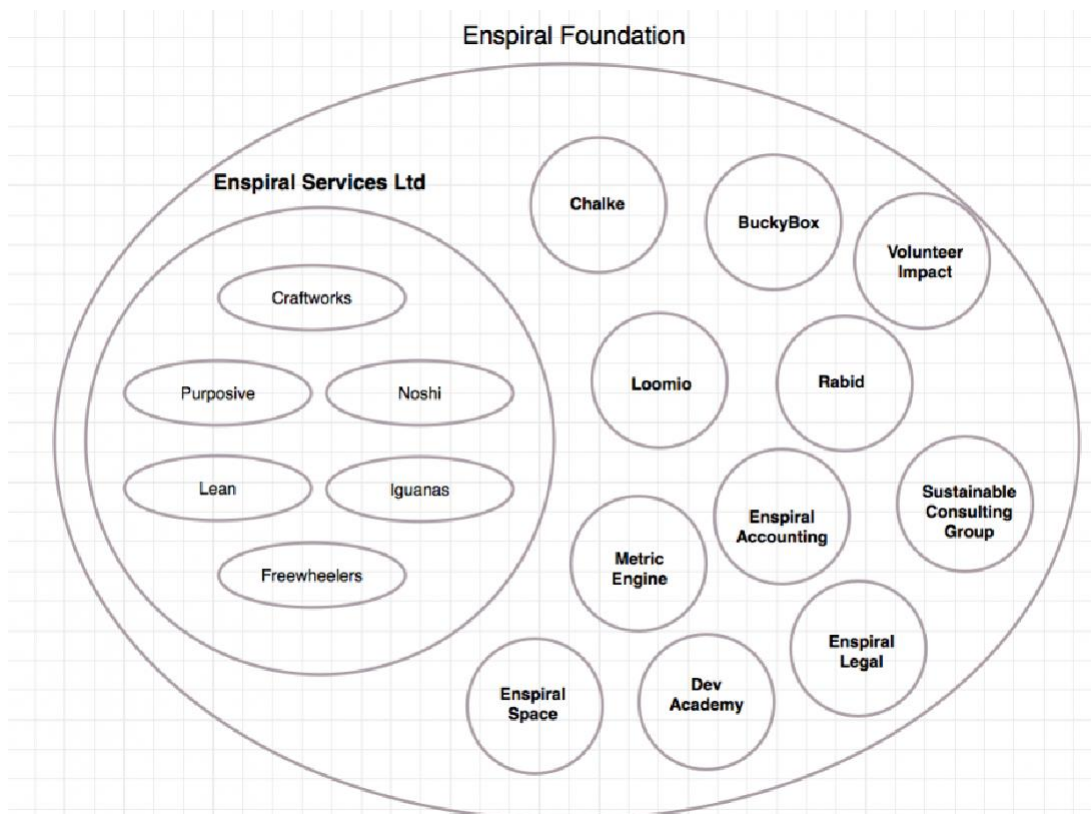 Enspiral Foundation
Enspiral Services Ltd
Craftworks
Purposive
Noshi
Lean
Iguanas
Freewheelers
Chalke
BuckyBox
Volunteer
Impact
Loomio
Rabid
Metric
Engine
Enspiral
Accounting
Sustainable
Consulting
Group
Enspiral
Space
Dev
Academy
Enspiral
Legal